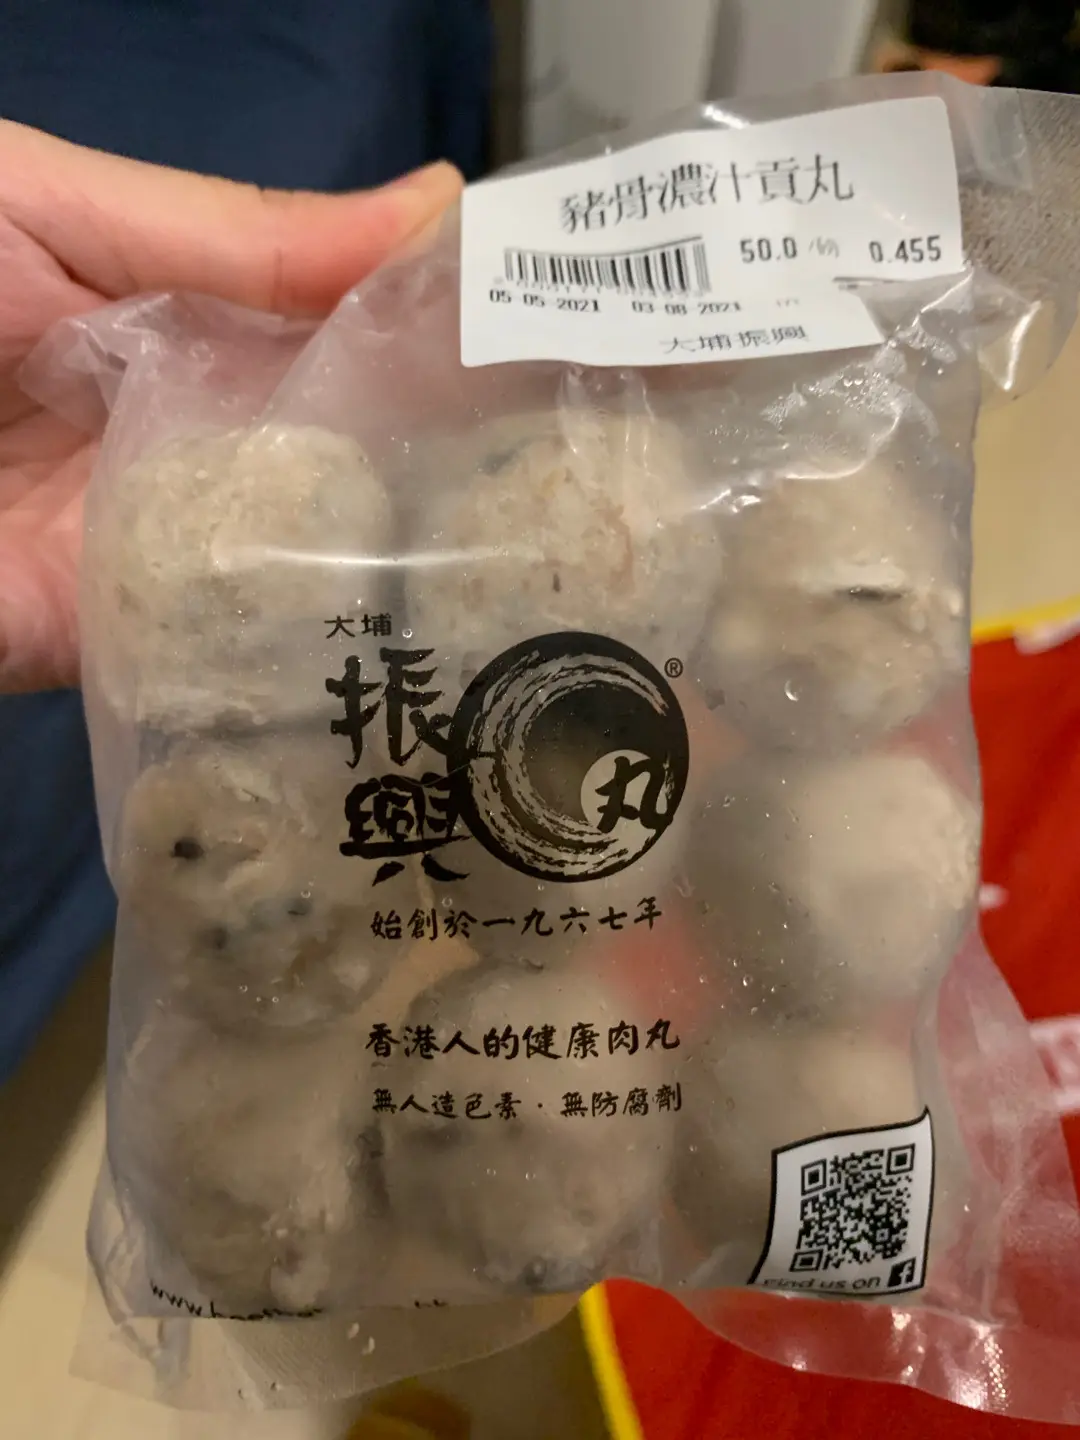 豬骨濃汁貢丸
50.0 0.455
05-05-2021 03-08-2021
大埔振興
大埔
振興
丸
®
始創於一九六七年
香港人的健康肉丸
無人造色素·無防腐劑
Find us on f